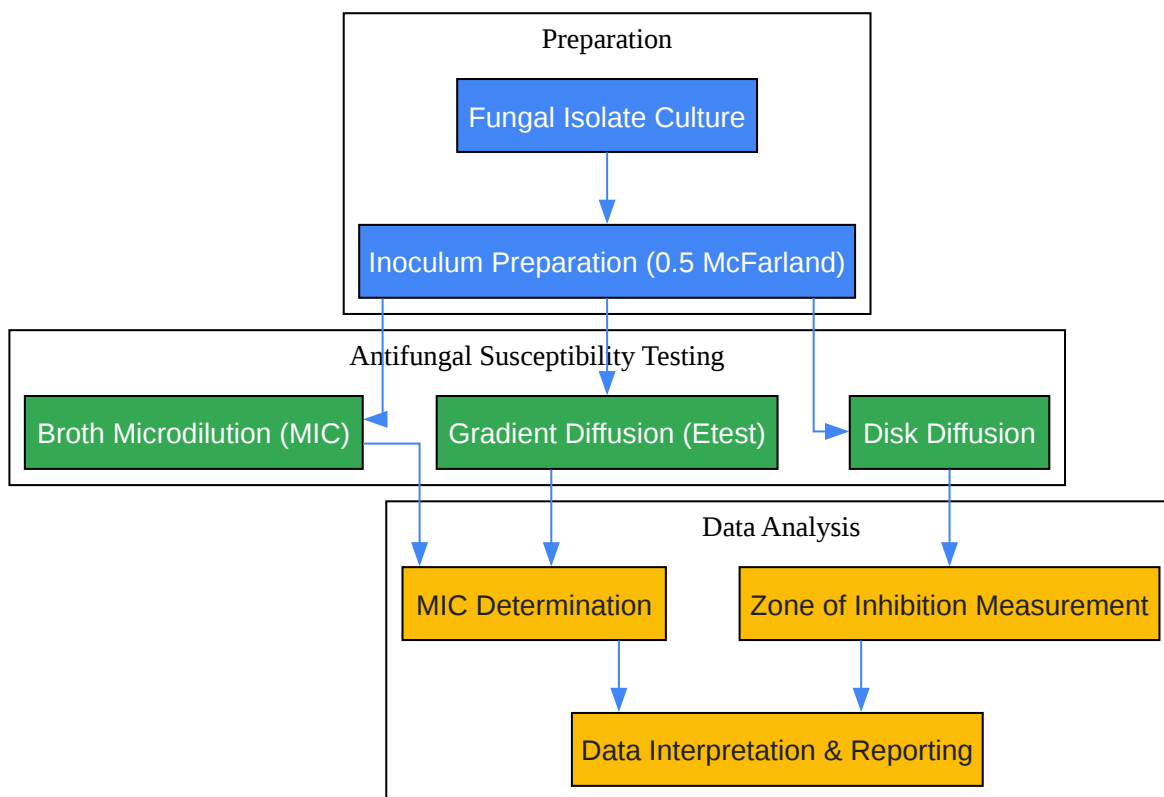 Preparation
Fungal Isolate Culture
Inoculum Preparation (0.5 McFarland)
Antifungal Susceptibility Testing
Broth Microdilution (MIC)
Gradient Diffusion (Etest)
Disk Diffusion
Data Analysis
MIC Determination
Zone of Inhibition Measurement
Data Interpretation & Reporting